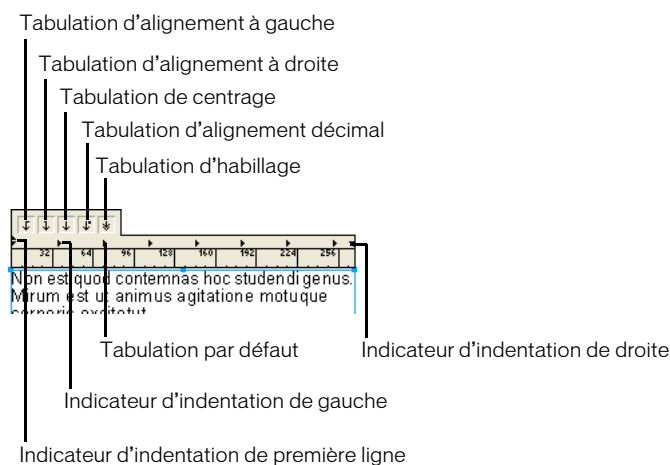 Tabulation d'alignement à gauche
Tabulation d'alignement à droite
Tabulation de centrage
Tabulation d'alignement décimal
Tabulation d'habillage
32 64 96 128 160 192 224 256
Non est quod contemnas hoc studendi genus.
Mirum est ut animus agitatione motuque
Tabulation par défaut
Indicateur d'indentation de droite
Indicateur d'indentation de gauche
Indicateur d'indentation de première ligne